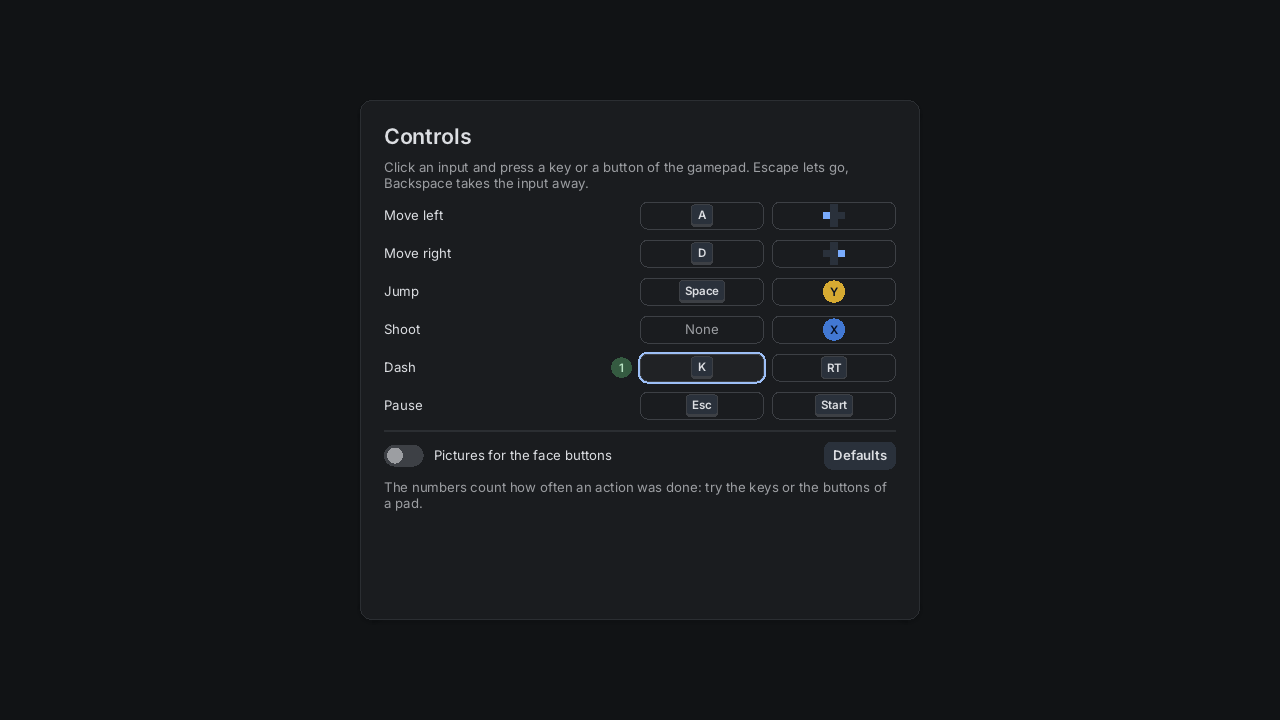 Controls
Click an input and press a key or a button of the gamepad. Escape lets go,
Backspace takes the input away.
Move left A
Move right D
Jump Space Y
Shoot None X
Dash 1 K RT
Pause Esc Start
Pictures for the face buttons Defaults
The numbers count how often an action was done: try the keys or the buttons of
a pad.